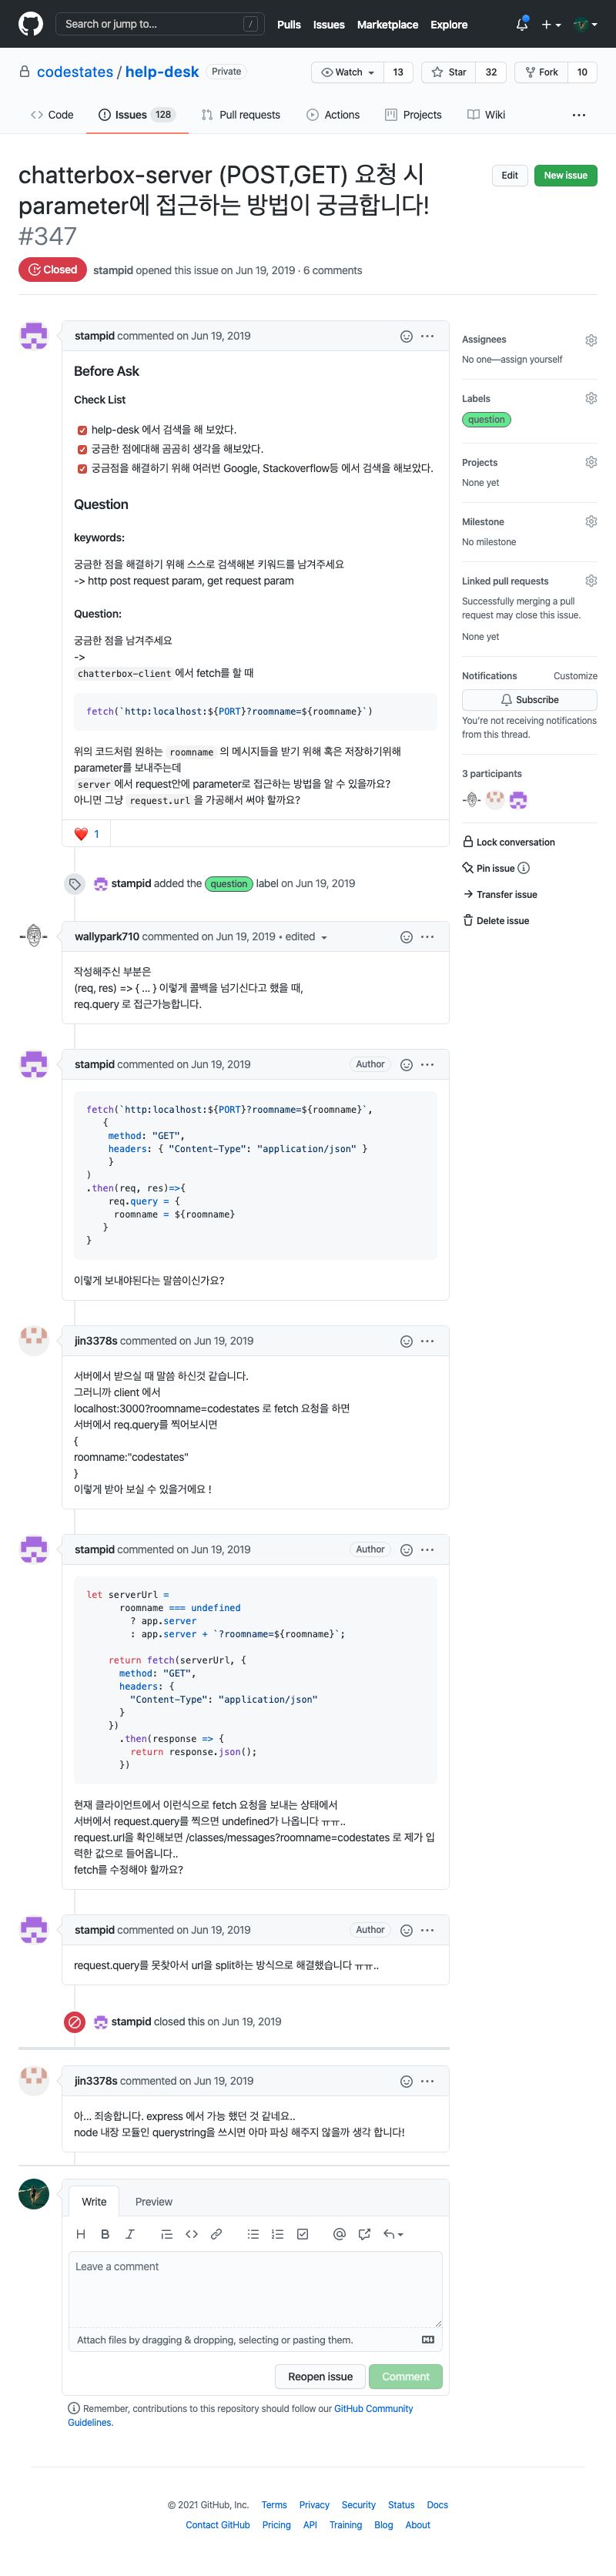 Search or jump to...
/
Pulls
Issues
Marketplace
Explore
codestates / help-desk
Private
Watch
13
Star
32
Fork
10
Code
Issues 128
Pull requests
Actions
Projects
Wiki
chatterbox-server (POST,GET) 요청 시
parameter에 접근하는 방법이 궁금합니다!
#347
Edit
New issue
Closed
stampid opened this issue on Jun 19, 2019 · 6 comments
stampid commented on Jun 19, 2019
Before Ask
Check List
help-desk 에서 검색을 해 보았다.
궁금한 점에대해 곰곰히 생각을 해보았다.
궁금점을 해결하기 위해 여러번 Google, Stackoverflow등 에서 검색을 해보았다.
Question
keywords:
궁금한 점을 해결하기 위해 스스로 검색해본 키워드를 남겨주세요
-> http post request param, get request param
Question:
궁금한 점을 남겨주세요
->
chatterbox-client 에서 fetch를 할 때
fetch(`http:localhost:${PORT}?roomname=${roomname}`)
위의 코드처럼 원하는 roomname 의 메시지들을 받기 위해 혹은 저장하기위해
parameter를 보내주는데
server 에서 request안에 parameter로 접근하는 방법을 알 수 있을까요?
아니면 그냥 request.url 을 가공해서 써야 할까요?
1
stampid added the question label on Jun 19, 2019
wallypark710 commented on Jun 19, 2019 • edited
작성해주신 부분은
(req, res) => { ... } 이렇게 콜백을 넘기신다고 했을 때,
req.query 로 접근가능합니다.
stampid commented on Jun 19, 2019
Author
fetch(`http:localhost:${PORT}?roomname=${roomname}`,
{
method: "GET",
headers: { "Content-Type": "application/json" }
}
)
.then(req, res)=>{
req.query = {
roomname = ${roomname}
}
}
이렇게 보내야된다는 말씀이신가요?
jin3378s commented on Jun 19, 2019
서버에서 받으실 때 말씀 하신것 같습니다.
그러니까 client 에서
localhost:3000?roomname=codestates 로 fetch 요청을 하면
서버에서 req.query를 찍어보시면
{
roomname:"codestates"
}
이렇게 받아 보실 수 있을거에요 !
stampid commented on Jun 19, 2019
Author
let serverUrl =
roomname === undefined
? app.server
: app.server + `?roomname=${roomname}`;
return fetch(serverUrl, {
method: "GET",
headers: {
"Content-Type": "application/json"
}
})
.then(response => {
return response.json();
})
현재 클라이언트에서 이런식으로 fetch 요청을 보내는 상태에서
서버에서 request.query를 찍으면 undefined가 나옵니다 ㅠㅠ..
request.url을 확인해보면 /classes/messages?roomname=codestates 로 제가 입
력한 값으로 들어옵니다..
fetch를 수정해야 할까요?
stampid commented on Jun 19, 2019
Author
request.query를 못찾아서 url을 split하는 방식으로 해결했습니다 ㅠㅠ..
stampid closed this on Jun 19, 2019
jin3378s commented on Jun 19, 2019
아... 죄송합니다. express 에서 가능 했던 것 같네요..
node 내장 모듈인 querystring을 쓰시면 아마 파싱 해주지 않을까 생각 합니다!
Write
Preview
H B I
Leave a comment
Attach files by dragging & dropping, selecting or pasting them.
Reopen issue
Comment
Remember, contributions to this repository should follow our GitHub Community
Guidelines.
Assignees
No one—assign yourself
Labels
question
Projects
None yet
Milestone
No milestone
Linked pull requests
Successfully merging a pull
request may close this issue.
None yet
Notifications
Customize
Subscribe
You're not receiving notifications
from this thread.
3 participants
Lock conversation
Pin issue
Transfer issue
Delete issue
© 2021 GitHub, Inc.
Terms
Privacy
Security
Status
Docs
Contact GitHub
Pricing
API
Training
Blog
About